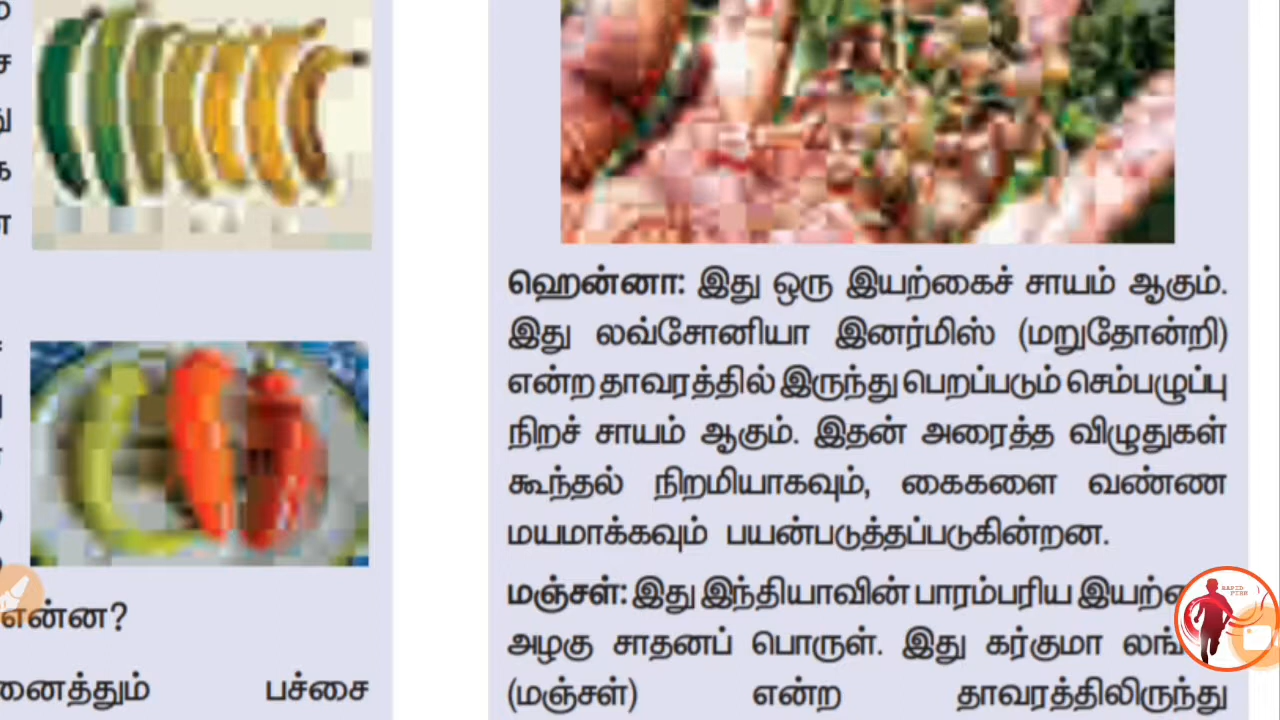 என்ன?
பச்சை
ஹென்னா: இது ஒரு இயற்கைச் சாயம் ஆகும்.
இது லவ்சோனியா இனர்மிஸ் (மறுதோன்றி)
என்ற தாவரத்தில் இருந்து பெறப்படும் செம்பழுப்பு
நிறச் சாயம் ஆகும். இதன் அரைத்த விழுதுகள்
கூந்தல் நிறமியாகவும், கைகளை வண்ண
மயமாக்கவும் பயன்படுத்தப்படுகின்றன.
மஞ்சள்: இது இந்தியாவின் பாரம்பரிய
அழகு சாதனப் பொருள். இது கர்குமா
(மஞ்சள்) என்ற தாவரத்திலிருந்து
RAPID